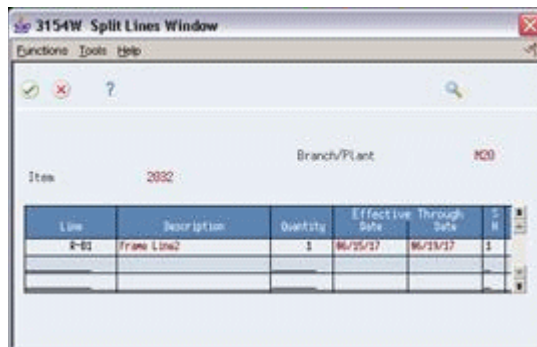 3154W Split Lines Window
Functions Tools Help
?
Branch/Plant M20
Item 2032
Line Description Quantity Effective Date Through Date S N
R-01 Frame Line2 1 06/15/17 06/19/17 1